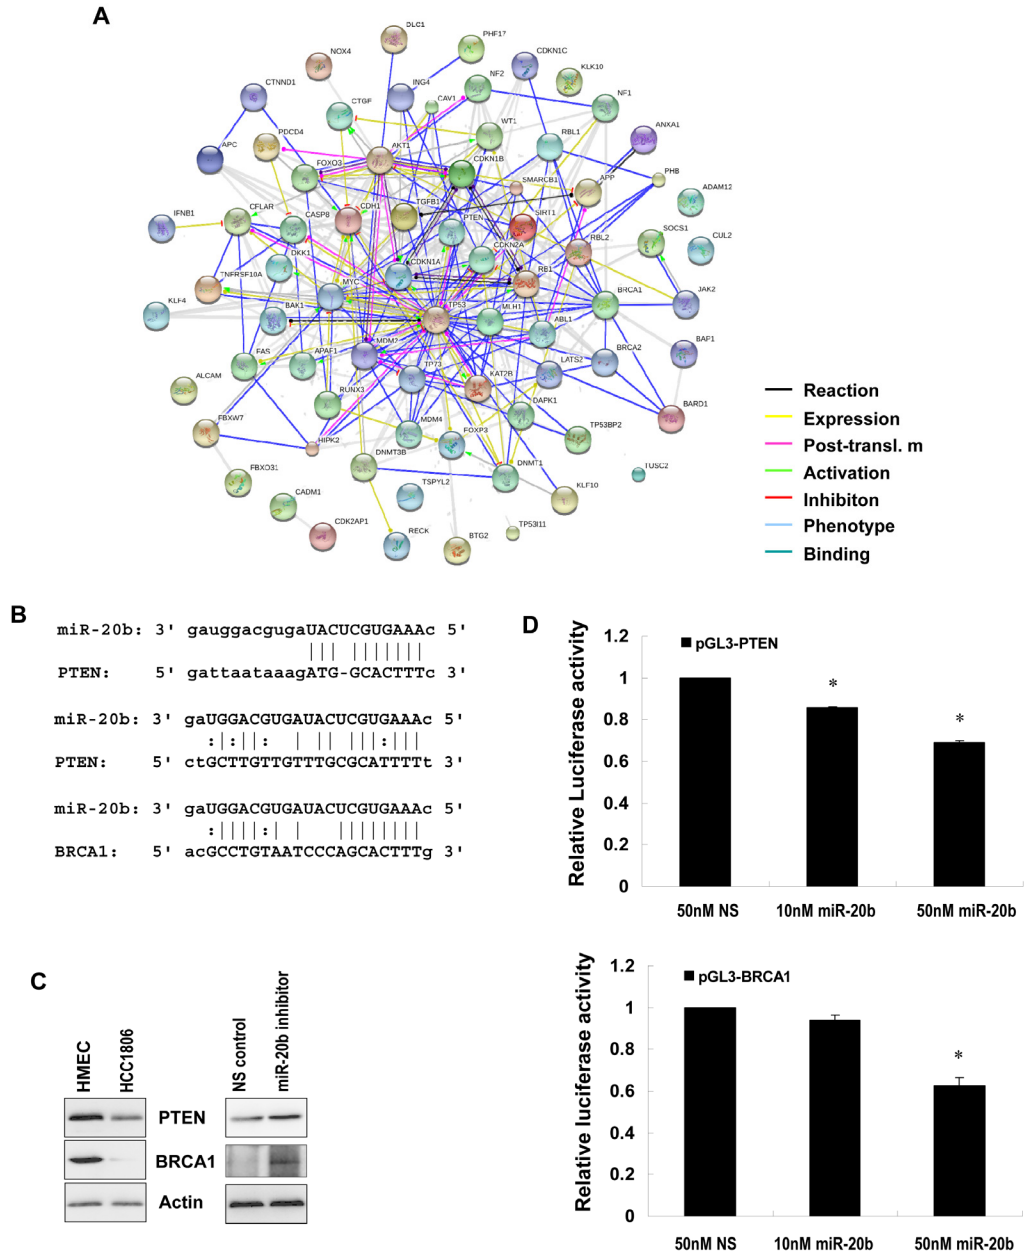 A
DLC1
PHF17
NOX4
CDKN1C
KLK10
CTNND1
ING4
NF2
NF1
CTGF
CAV1
WT1
RBL1
ANXA1
PDCD4
AKT1
APC
FOXO3
CDKN1B
SMARCB1
APP
PHB
ADAM12
TGFB1
IFNB1
CFLAR
CASP8
CDH1
PTEN
SIRT1
SOCS1
CUL2
DKK1
CDKN2A
RBL2
TNFRSF10A
MYC
CDKN1A
RB1
BRCA1
JAK2
KLF4
BAK1
TP53
MLH1
ABL1
FAS
APAF1
MDM2
TP73
LATS2
BRCA2
BAP1
ALCAM
RUNX3
KAT2B
DAPK1
BARD1
FBXW7
HIPK2
MDM4
FOXP3
TP53BP2
FBXO31
DNMT3B
DNMT1
TUSC2
CADM1
TSPYL2
KLF10
CDK2AP1
RECK
BTG2
TP53I11
Reaction
Expression
Post-transl. m
Activation
Inhibiton
Phenotype
Binding
B
miR-20b: 3' gauggacgugaUACUCGUGAAAc 5'
PTEN: 5' gattaataaagATG-GCACTTTc 3'
miR-20b: 3' gaUGGACGUGAUACUCGUGAAAc 5'
PTEN: 5' ctGCTTGTTGTTTGCGCATTTTt 3'
miR-20b: 3' gaUGGACGUGAUACUCGUGAAAc 5'
BRCA1: 5' acGCCTGTAATCCCAGCACTTTg 3'
C
HMEC
HCC1806
NS control
miR-20b inhibitor
PTEN
BRCA1
Actin
D
Relative Luciferase activity
1.2
1
0.8
0.6
0.4
0.2
0
pGL3-PTEN
*
*
50nM NS
10nM miR-20b
50nM miR-20b
Relative luciferase activity
1.2
1
0.8
0.6
0.4
0.2
0
pGL3-BRCA1
*
50nM NS
10nM miR-20b
50nM miR-20b